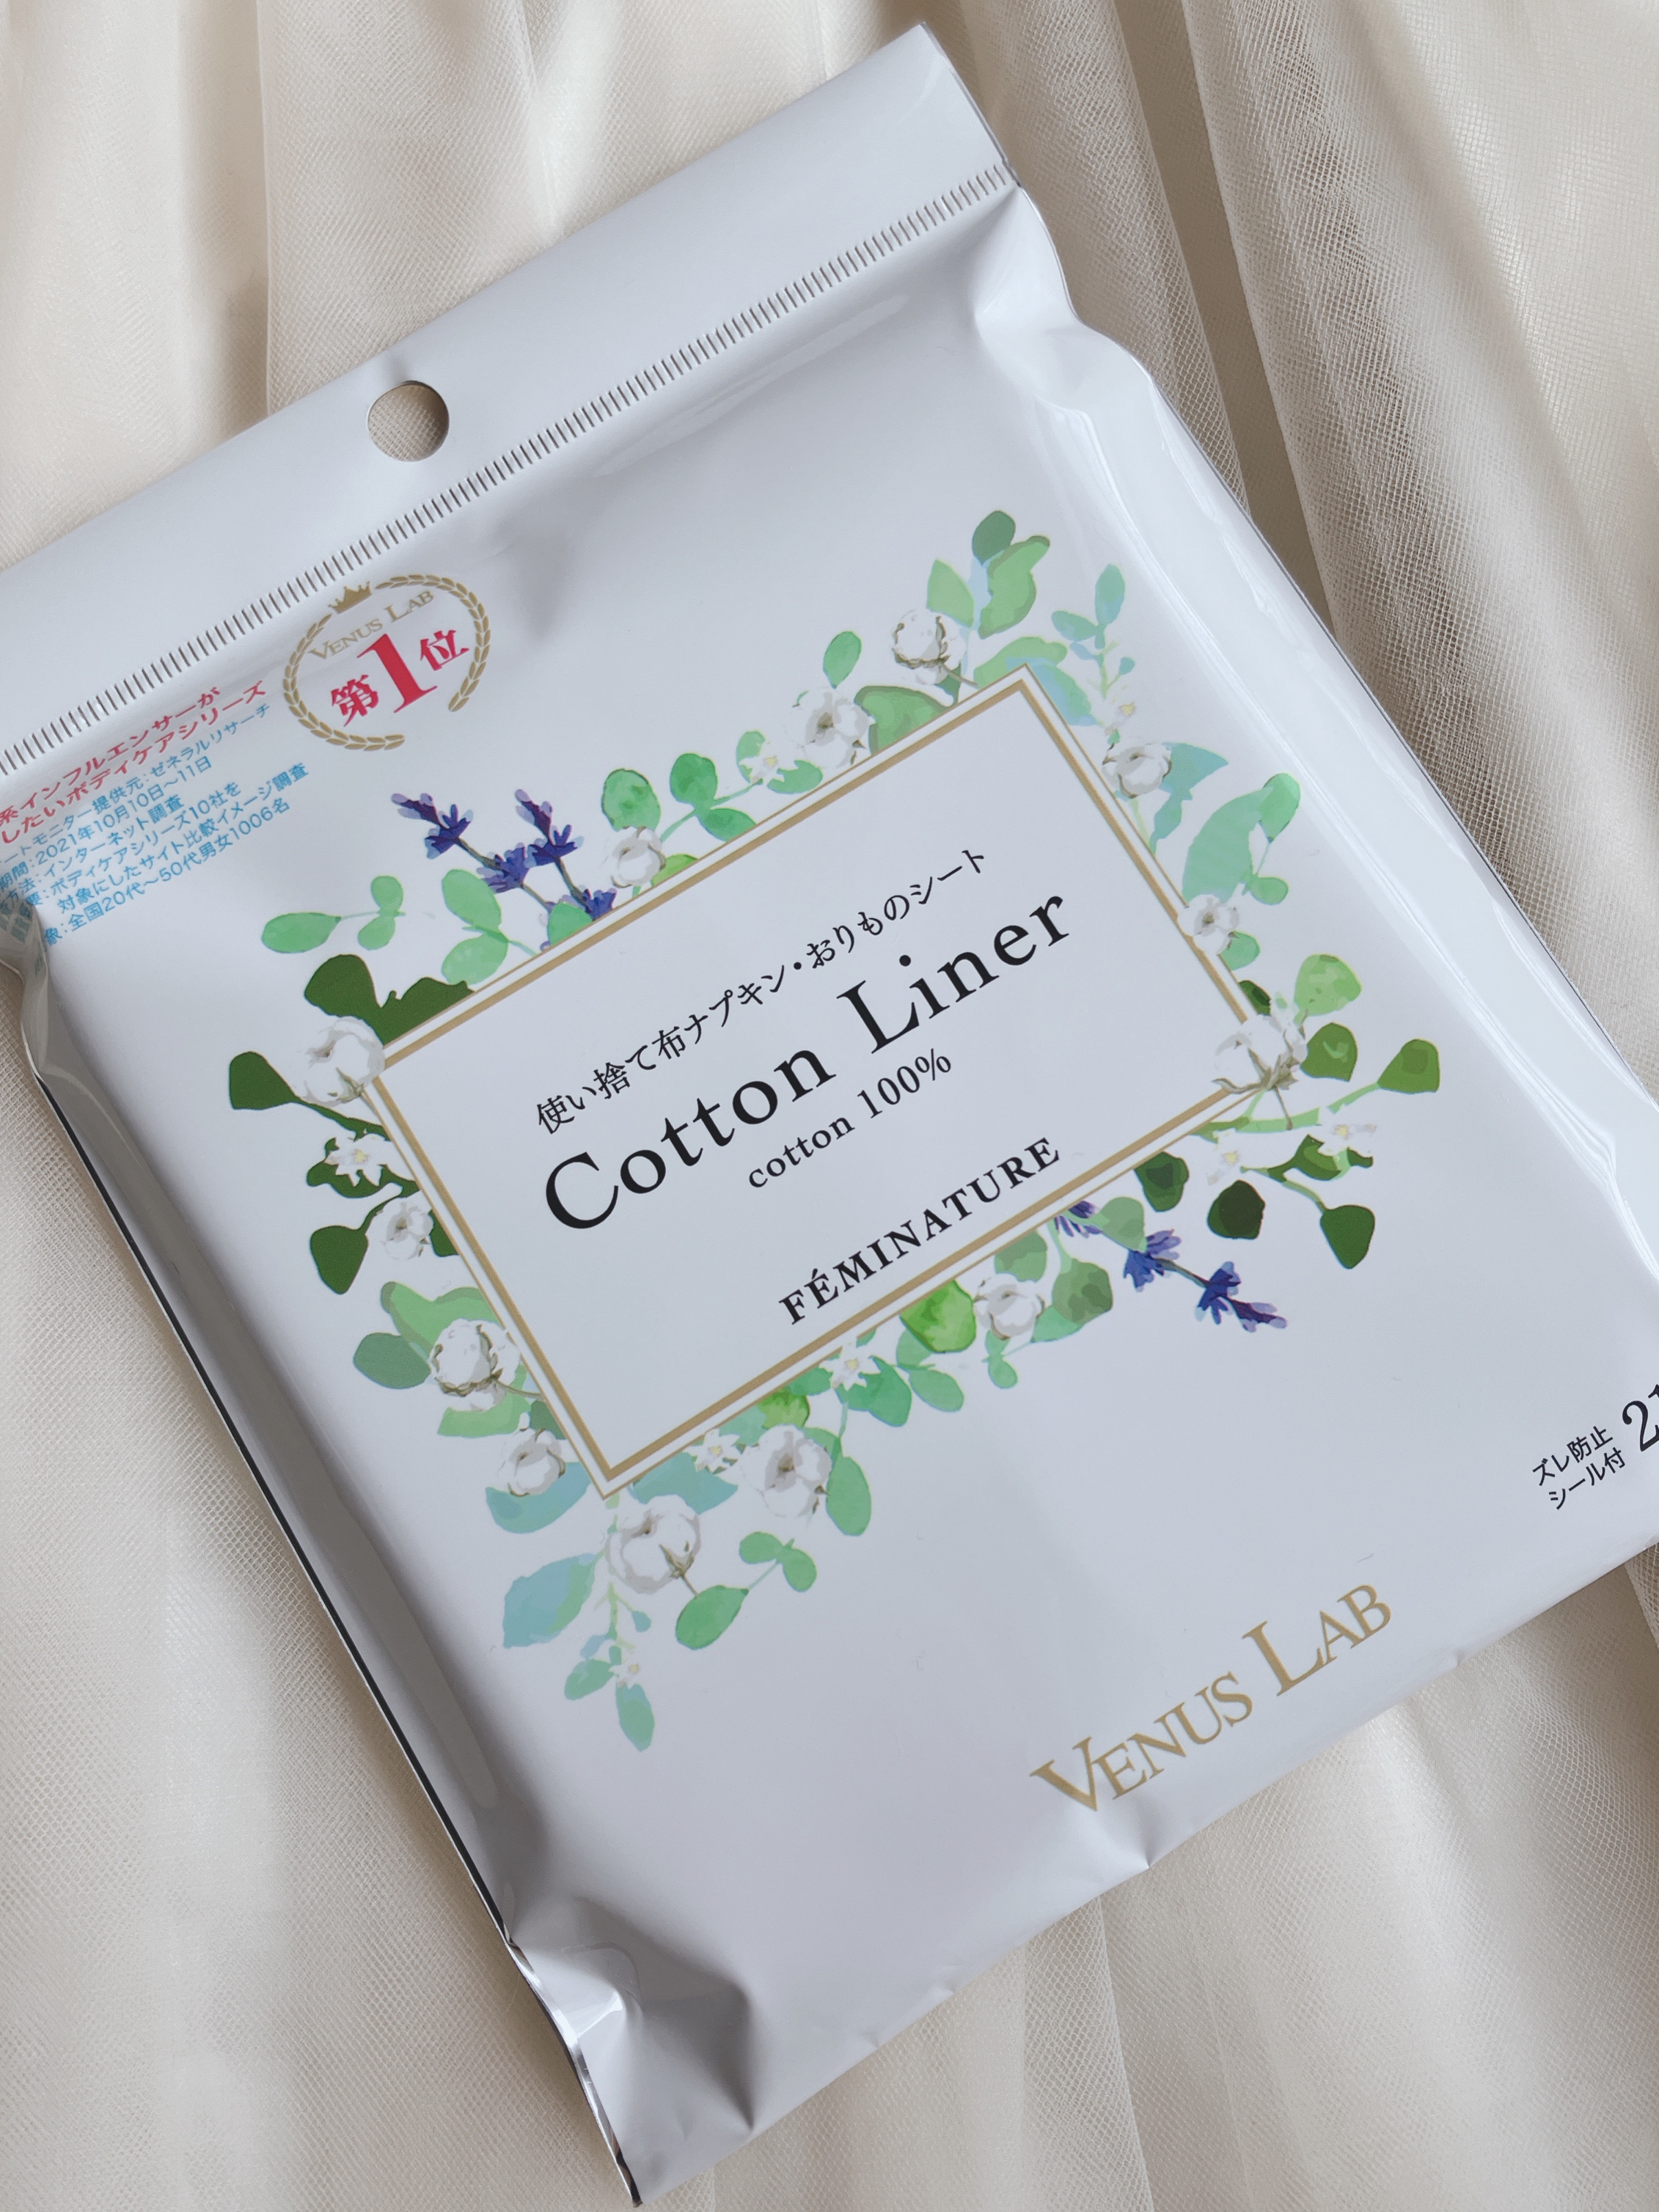 VENUS LAB
第1位
系インフルエンサーが
したいボディケアシリーズ
ートモニター提供元:ゼネラルリサーチ
期間:2021年10月10日〜11日
方法:インターネット調査
要:ボディケアシリーズ10社を
対象にしたサイト比較イメージ調査
象:全国20代〜50代男女1006名
使い捨て布ナプキン・おりものシート
Cotton Liner
cotton 100%
FÉMINATURE
ズレ防止
シール付
VENUS LAB